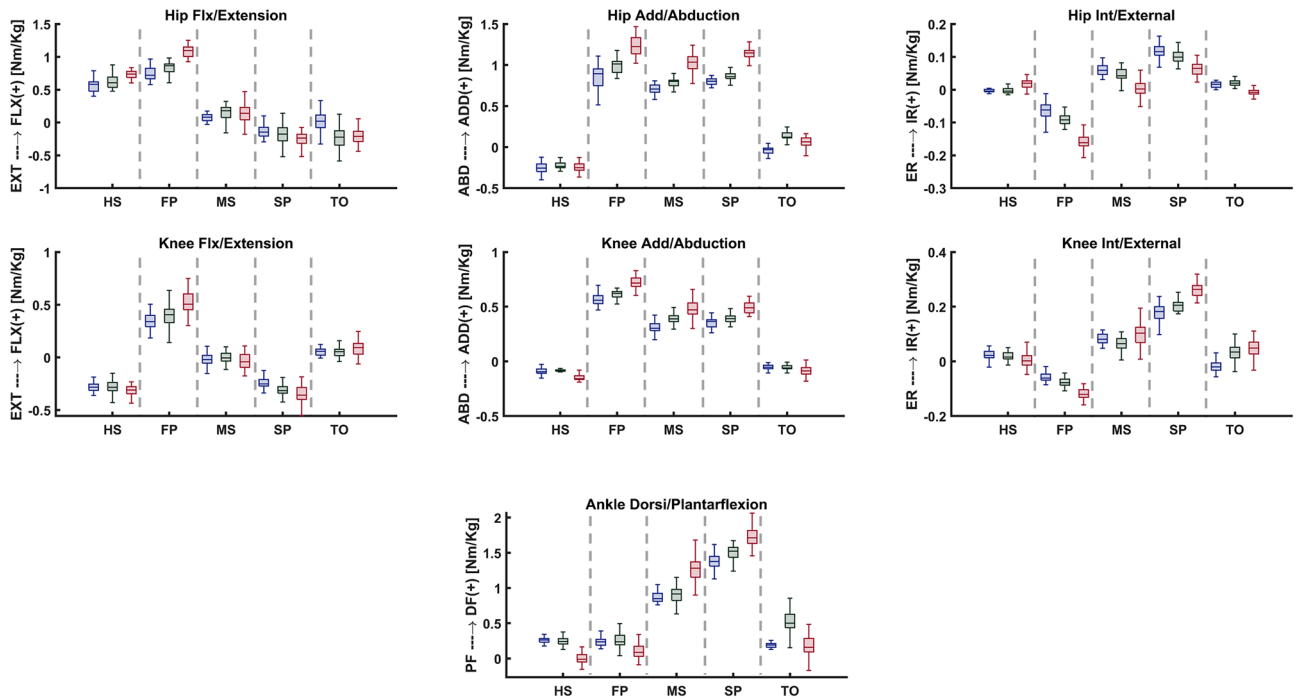 Hip Flx/Extension
EXT ---→ FLX(+) [Nm/Kg]
1.5
1
0.5
0
-0.5
-1
HS FP MS SP TO
Hip Add/Abduction
ABD ---→ ADD(+) [Nm/Kg]
1.5
1
0.5
0
-0.5
HS FP MS SP TO
Hip Int/External
ER ---→ IR(+) [Nm/Kg]
0.2
0.1
0
-0.1
-0.2
-0.3
HS FP MS SP TO
Knee Flx/Extension
EXT ---→ FLX(+) [Nm/Kg]
1
0.5
0
-0.5
HS FP MS SP TO
Knee Add/Abduction
ABD ---→ ADD(+) [Nm/Kg]
1
0.5
0
0.5
HS FP MS SP TO
Knee Int/External
ER ---→ IR(+) [Nm/Kg]
0.4
0.2
0
-0.2
HS FP MS SP TO
Ankle Dorsi/Plantarflexion
PF ---→ DF(+) [Nm/Kg]
2
1.5
1
0.5
0
HS FP MS SP TO